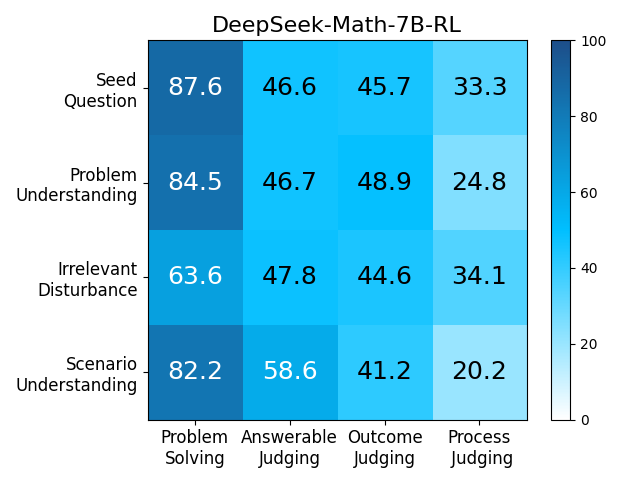 DeepSeek-Math-7B-RL
Seed
Question
87.6 46.6 45.7 33.3
Problem
Understanding
84.5 46.7 48.9 24.8
Irrelevant
Disturbance
63.6 47.8 44.6 34.1
Scenario
Understanding
82.2 58.6 41.2 20.2
Problem Answerable Outcome Process
Solving Judging Judging Judging
100
80
60
40
20
0